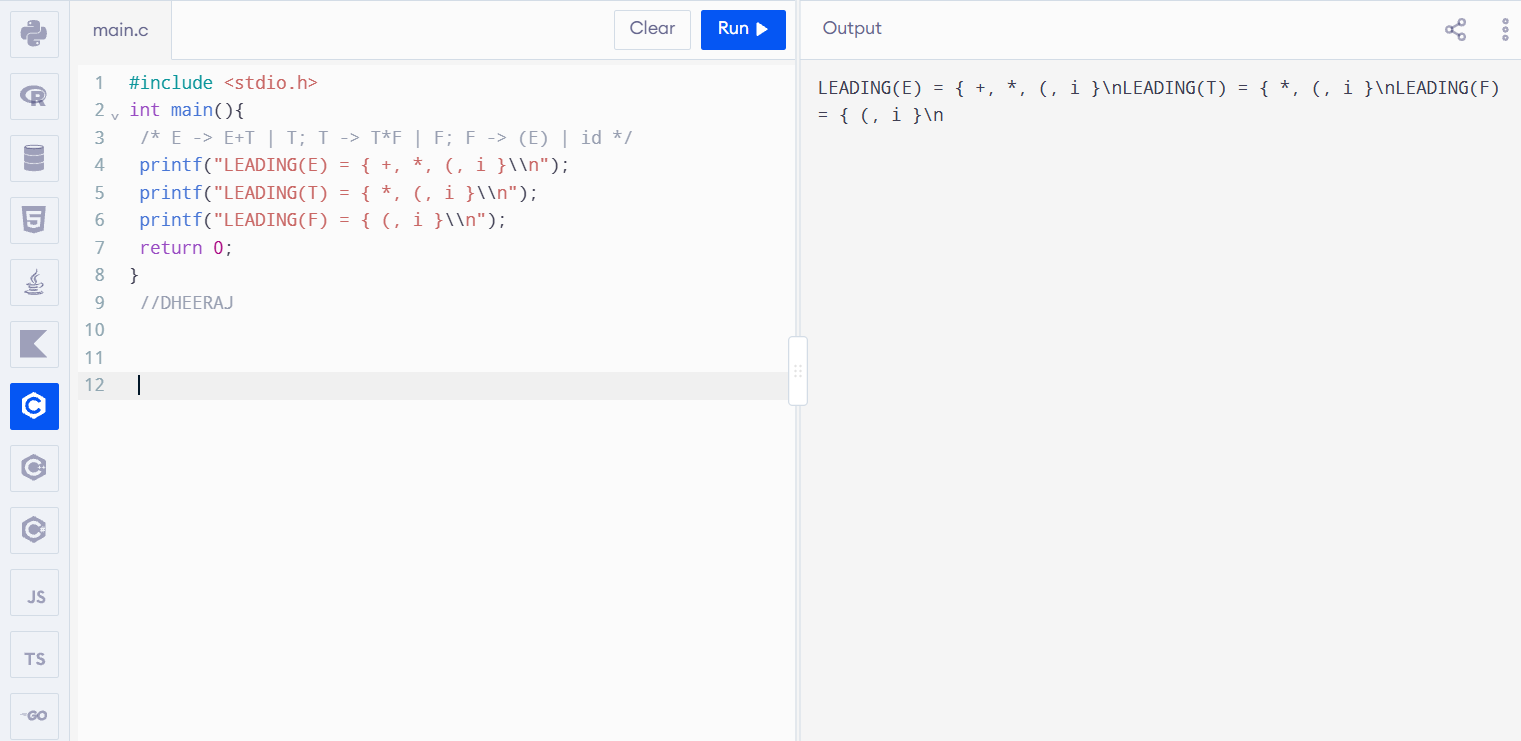 main.c
Clear
Run
Output
1 #include <stdio.h>
2 int main(){
3 /* E -> E+T | T; T -> T*F | F; F -> (E) | id */
4 printf("LEADING(E) = { +, *, (, i }\\n");
5 printf("LEADING(T) = { *, (, i }\\n");
6 printf("LEADING(F) = { (, i }\\n");
7 return 0;
8 }
9 //DHEERAJ
10
11
12
LEADING(E) = { +, *, (, i }\nLEADING(T) = { *, (, i }\nLEADING(F)
= { (, i }\n
R
5
C
C
C
JS
TS
GO